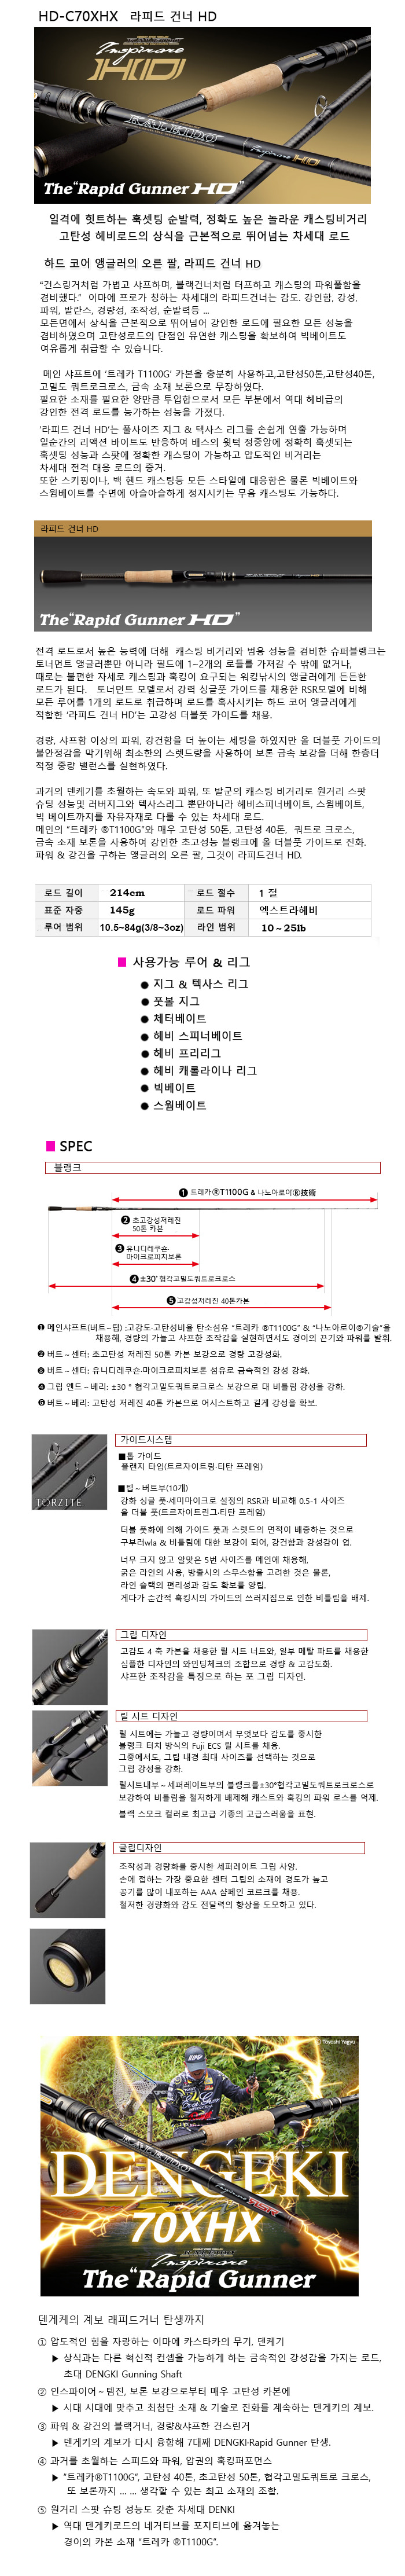 HD-C70XHX 라피드 건너 HD
Inspirare
HD
KALEIDO
Inspirare HD
The "Rapid Gunner HD"
일격에 힛트하는 훅셋팅 순발력, 정확도 높은 놀라운 캐스팅비거리
고탄성 헤비로드의 상식을 근본적으로 뛰어넘는 차세대 로드
하드 코어 앵글러의 오른 팔, 라피드 건너 HD
"건스링거처럼 가볍고 샤프하며, 블랙건너처럼 터프하고 캐스팅의 파워풀함을
겸비했다." 이마에 프로가 칭하는 차세대의 라피드건너는 감도. 강인함, 강성,
파워, 발란스, 경량성, 조작성, 순발력등 ...
모든면에서 상식을 근본적으로 뛰어넘어 강인한 로드에 필요한 모든 성능을
겸비하였으며 고탄성로드의 단점인 유연한 캐스팅을 확보하여 빅베이트도
여유롭게 취급할 수 있습니다.
메인 샤프트에 '트레카 T1100G' 카본을 충분히 사용하고,고탄성50톤,고탄성40톤,
고밀도 쿼트로크로스, 금속 소재 보론으로 무장하였다.
필요한 소재를 필요한 양만큼 투입함으로서 모든 부분에서 역대 헤비급의
강인한 전격 로드를 능가하는 성능을 가졌다.
'라피드 건너 HD'는 풀사이즈 지그 & 텍사스 리그를 손쉽게 연출 가능하며
일순간의 리액션 바이트도 반응하여 배스의 윗턱 정중앙에 정확히 훅셋되는
훅셋팅 성능과 스팟에 정확한 캐스팅이 가능하고 압도적인 비거리는
차세대 전격 대응 로드의 증거.
또한 스키핑이나, 백 핸드 캐스팅등 모든 스타일에 대응함은 물론 빅베이트와
스윔베이트를 수면에 아슬아슬하게 정지시키는 무음 캐스팅도 가능하다.
라피드 건너 HD
The "Rapid Gunner HD"
전격 로드로서 높은 능력에 더해 캐스팅 비거리와 범용 성능을 겸비한 슈퍼블랭크는
토너먼트 앵글러뿐만 아니라 필드에 1~2개의 로들를 가져갈 수 밖에 없거나,
때로는 불편한 자세로 캐스팅과 훅킹이 요구되는 워킹낚시의 앵글러에게 든든한
로드가 된다. 토너먼트 모델로서 강력 싱글풋 가이드를 채용한 RSR모델에 비해
모든 루어를 1개의 로드로 취급하며 로드를 혹사시키는 하드 코어 앵글러에게
적합한 '라피드 건너 HD'는 고강성 더블풋 가이드를 채용.
경량, 샤프함 이상의 파워, 강건함을 더 높이는 세팅을 하였지만 올 더블풋 가이드의
불안정감을 막기위해 최소한의 스렛드량을 사용하여 보론 금속 보강을 더해 한층더
적정 중량 밸런스를 실현하였다.
과거의 덴케기를 초월하는 속도와 파워, 또 발군의 캐스팅 비거리로 원거리 스팟
슈팅 성능및 러버지그와 텍사스리그 뿐만아니라 헤비스피너베이트, 스윔베이트,
빅 베이트까지를 자유자재로 다룰 수 있는 차세대 로드.
메인의 "트레카 ®T1100G"와 매우 고탄성 50톤, 고탄성 40톤, 쿼트로 크로스,
금속 소재 보론을 사용하여 강인한 초고성능 블랭크에 올 더블풋 가이드로 진화.
파워 & 강건을 구하는 앵글러의 오른 팔, 그것이 라피드건너 HD.
로드 길이 214cm 로드 절수 1 절
표준 자중 145g 로드 파워 엑스트라헤비
루어 범위 10.5~84g(3/8~3oz) 라인 범위 10~25lb
■ 사용가능 루어 & 리그
● 지그 & 텍사스 리그
● 풋볼 지그
● 채터베이트
● 헤비 스피너베이트
● 헤비 프리리그
● 헤비 캐롤라이나 리그
● 빅베이트
● 스윔베이트
■ SPEC
블랭크
❶ 트레카®T1100G & 나노아로이®技術
❷ 초고강성저레진
50톤 카본
❸ 유니디레쿠숀·
마이크로피치보론
❹ ±30° 협각고밀도쿼트로크로스
❺ 고강성저레진 40톤카본
❶ 메인샤프트(버트~팁) :고강도·고탄성비율 탄소섬유 "트레카 ®T1100G" & "나노아로이®기술"을
채용해, 경량의 가늘고 샤프한 조작감을 실현하면서도 경이의 끈기와 파워를 발휘.
❷ 버트~센터: 초고탄성 저레진 50톤 카본 보강으로 경량 고강성화.
❸ 버트~센터: 유니디레쿠숀·마이크로피치보론 섬유로 금속적인 강성 강화.
❹ 그립 엔드~베리: ±30 ° 협각고밀도쿼트로크로스 보강으로 대 비틀림 강성을 강화.
❺ 버트~베리: 고탄성 저레진 40톤 카본으로 어시스트하고 길게 강성을 확보.
TORZITE
가이드시스템
■톱 가이드
플랜지 타입(토르자이트링·티탄 프레임)
■팁~버트부(10개)
강화 싱글 풋·세미마이크로 설정의 RSR과 비교해 0.5-1 사이즈
올 더블 풋(토르자이트린그·티탄 프레임)
더블 풋화에 의해 가이드 풋과 스렛드의 면적이 배중하는 것으로
구부러wla & 비틀림에 대한 보강이 되어, 강건함과 강성감이 업.
너무 크지 않고 알맞은 5번 사이즈를 메인에 채용해,
굵은 라인의 사용, 방출시의 스무스함을 고려한 것은 물론,
라인 슬랙의 편리성과 감도 확보를 양립.
게다가 순간적 훅킹시의 가이드의 쓰러지짐으로 인한 비틀림을 배제.
그립 디자인
고감도 4 축 카본을 채용한 릴 시트 너트와, 일부 메탈 파트를 채용한
심플한 디자인의 와인딩체크의 조합으로 경량 & 고감도화.
샤프한 조작감을 특징으로 하는 포 그립 디자인.
릴 시트 디자인
릴 시트에는 가늘고 경량이며서 무엇보다 감도를 중시한
블랭크 터치 방식의 Fuji ECS 릴 시트를 채용.
그중에서도, 그립 내경 최대 사이즈를 선택하는 것으로
그립 강성을 강화.
릴시트내부~세퍼레이트부의 블랭크를±30°협각고밀도쿼트로크로스로
보강하여 비틀림을 철저하게 배제해 캐스트와 훅킹의 파워 로스를 억제.
블랙 스모크 컬러로 최고급 기종의 고급스러움을 표현.
글립디자인
조작성과 경량화를 중시한 세퍼레이트 그립 사양.
손에 접하는 가장 중요한 센터 그립의 소재에 경도가 높고
공기를 많이 내포하는 AAA 샴페인 코르크를 채용.
철저한 경량화와 감도 전달력의 향상을 도모하고 있다.
© Toyoshi Yagyu
DENGEKI
70XHX
KALEIDO
RSR
Inspirare
The "Rapid Gunner
덴게케의 계보 래피드거너 탄생까지
① 압도적인 힘을 자랑하는 이마에 카스타카의 무기, 덴케기
▶ 상식과는 다른 혁신적 컨셉을 가능하게 하는 금속적인 강성감을 가지는 로드,
초대 DENGKI Gunning Shaft
② 인스파이어~템진, 보론 보강으로부터 매우 고탄성 카본에
▶ 시대 시대에 맞추고 최첨단 소재 & 기술로 진화를 계속하는 덴게키의 계보.
③ 파워 & 강건의 블랙거너, 경량&샤프한 건스린거
▶ 덴게키의 계보가 다시 융합해 7대째 DENGKI·Rapid Gunner 탄생.
④ 과거를 초월하는 스피드와 파워, 압권의 훅킹퍼포먼스
▶ "트레카®T1100G", 고탄성 40톤, 초고탄성 50톤, 협각고밀도쿼트로 크로스,
또 보론까지 ... ... 생각할 수 있는 최고 소재의 조합.
⑤ 원거리 스팟 슈팅 성능도 갖춘 차세대 DENKI
▶ 역대 덴게키로드의 네거티브를 포지티브에 옮겨놓는
경이의 카본 소재 "트레카 ®T1100G".